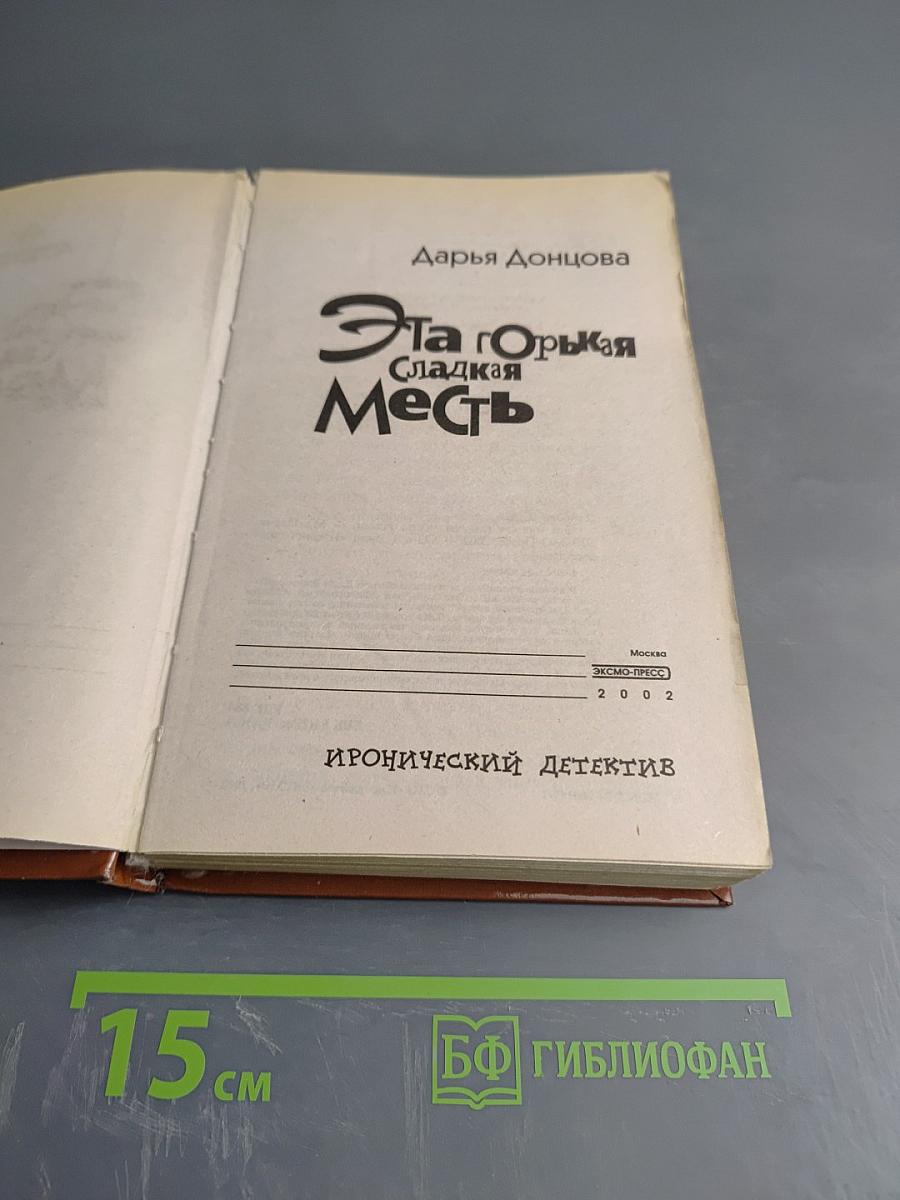 Дарья Донцова
Эта горькая
сладкая
Месть
Москва
ЭКСМО-ПРЕСС
2002
ИРОНИЧЕСКИЙ ДЕТЕКТИВ
15 см
БФ ГИБЛИОФАН